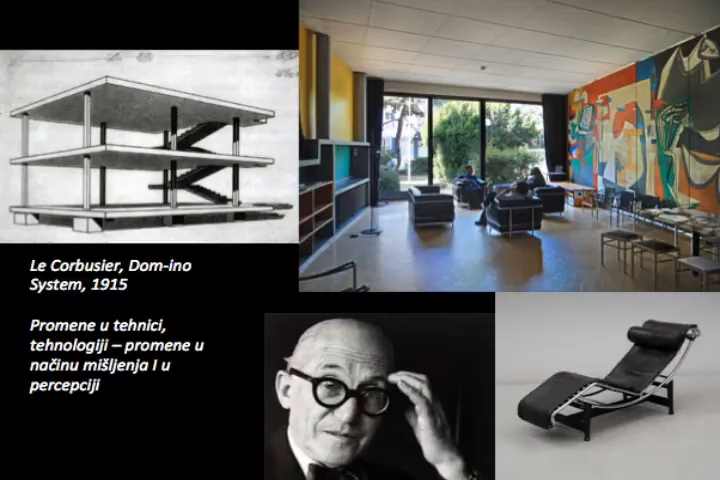 Le Corbusier, Dom-ino
System, 1915
Promene u tehnici,
tehnologiji – promene u
načinu mišljenja I u
percepciji